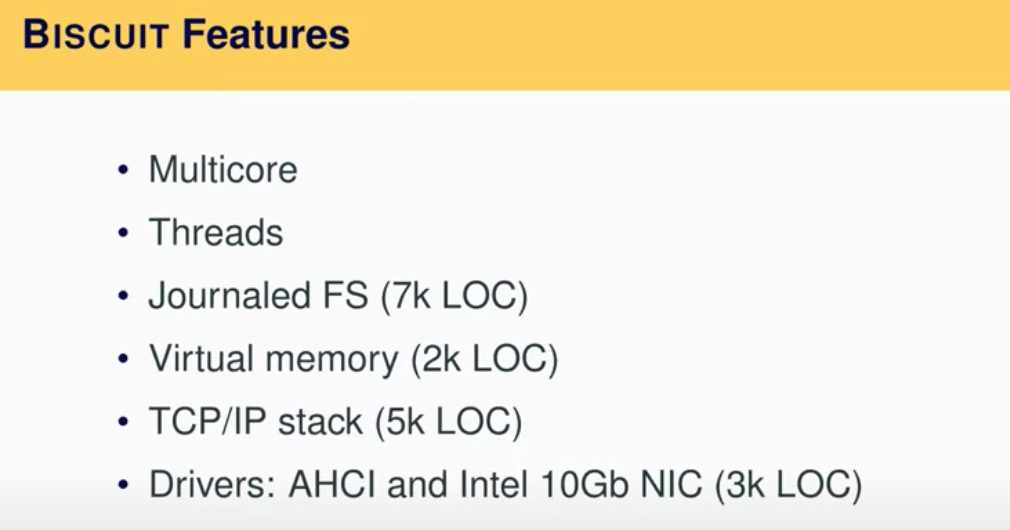 BISCUIT Features
• Multicore
• Threads
• Journaled FS (7k LOC)
• Virtual memory (2k LOC)
• TCP/IP stack (5k LOC)
• Drivers: AHCI and Intel 10Gb NIC (3k LOC)